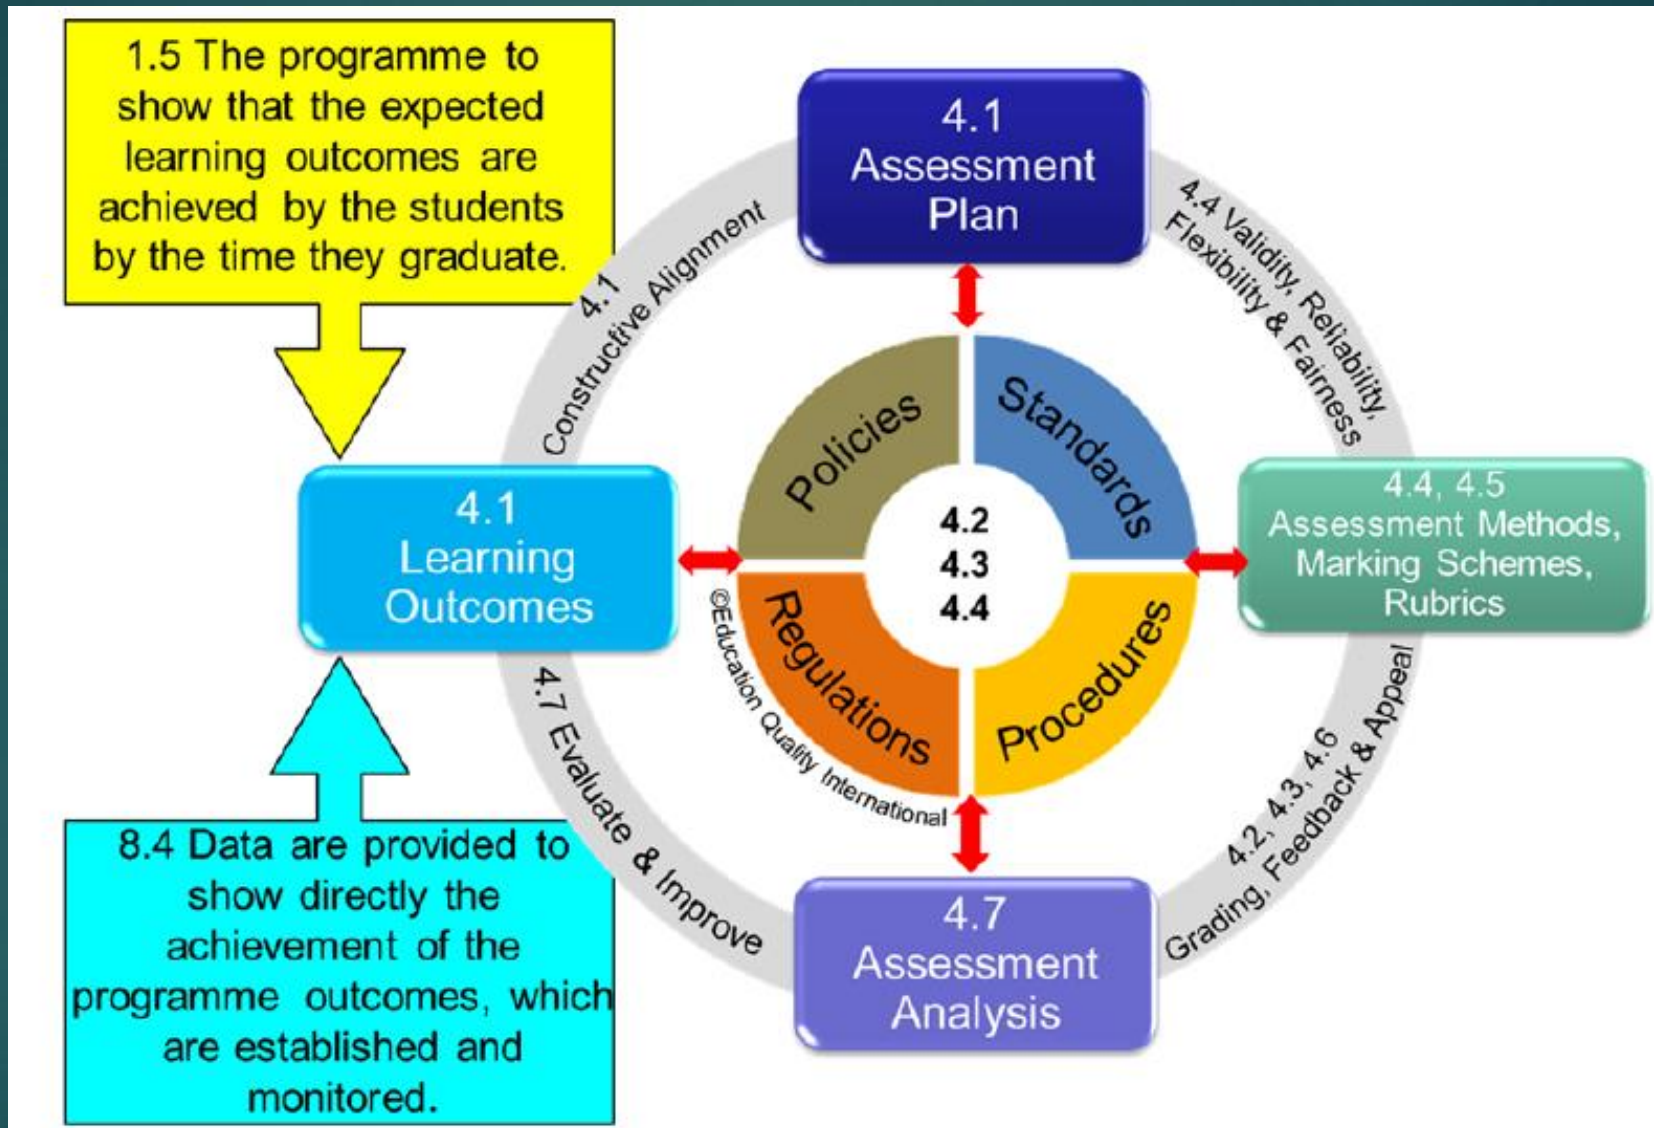 1.5 The programme to
show that the expected
learning outcomes are
achieved by the students
by the time they graduate.
4.1
Constructive Alignment
4.1
Assessment
Plan
4.4 Validity, Reliability,
Flexibility & Fairness
Policies
Standards
4.1
Learning
Outcomes
4.2
4.3
4.4
4.4, 4.5
Assessment Methods,
Marking Schemes,
Rubrics
Regulations
Procedures
©Education Quality International
4.7 Evaluate & Improve
4.2, 4.3, 4.6
Grading, Feedback & Appeal
8.4 Data are provided to
show directly the
achievement of the
programme outcomes, which
are established and
monitored.
4.7
Assessment
Analysis